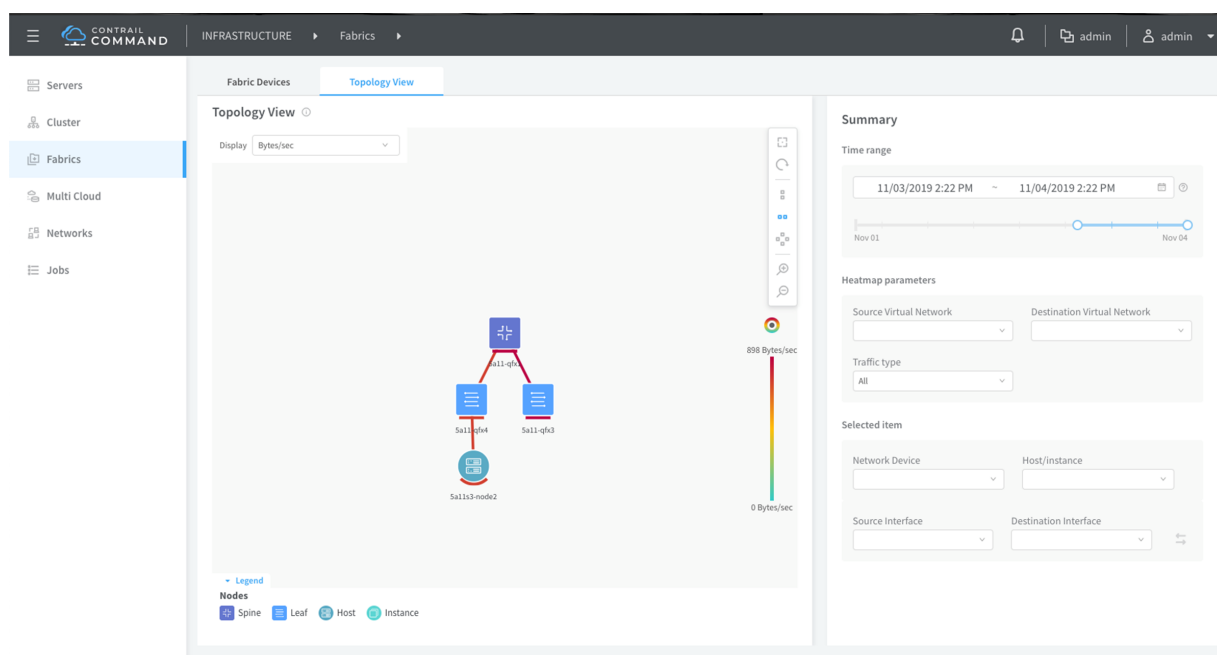 CONTRAIL
COMMAND
INFRASTRUCTURE
Fabrics
admin
admin
Servers
Cluster
Fabrics
Multi Cloud
Networks
Jobs
Fabric Devices
Topology View
Topology View
Display
Bytes/sec
898 Bytes/sec
0 Bytes/sec
5a11-qfx4
5a11-qfx3
5a11s3-node2
Legend
Nodes
Spine
Leaf
Host
Instance
Summary
Time range
11/03/2019 2:22 PM ~ 11/04/2019 2:22 PM
Nov 01
Nov 04
Heatmap parameters
Source Virtual Network
Destination Virtual Network
Traffic type
All
Selected item
Network Device
Host/instance
Source Interface
Destination Interface